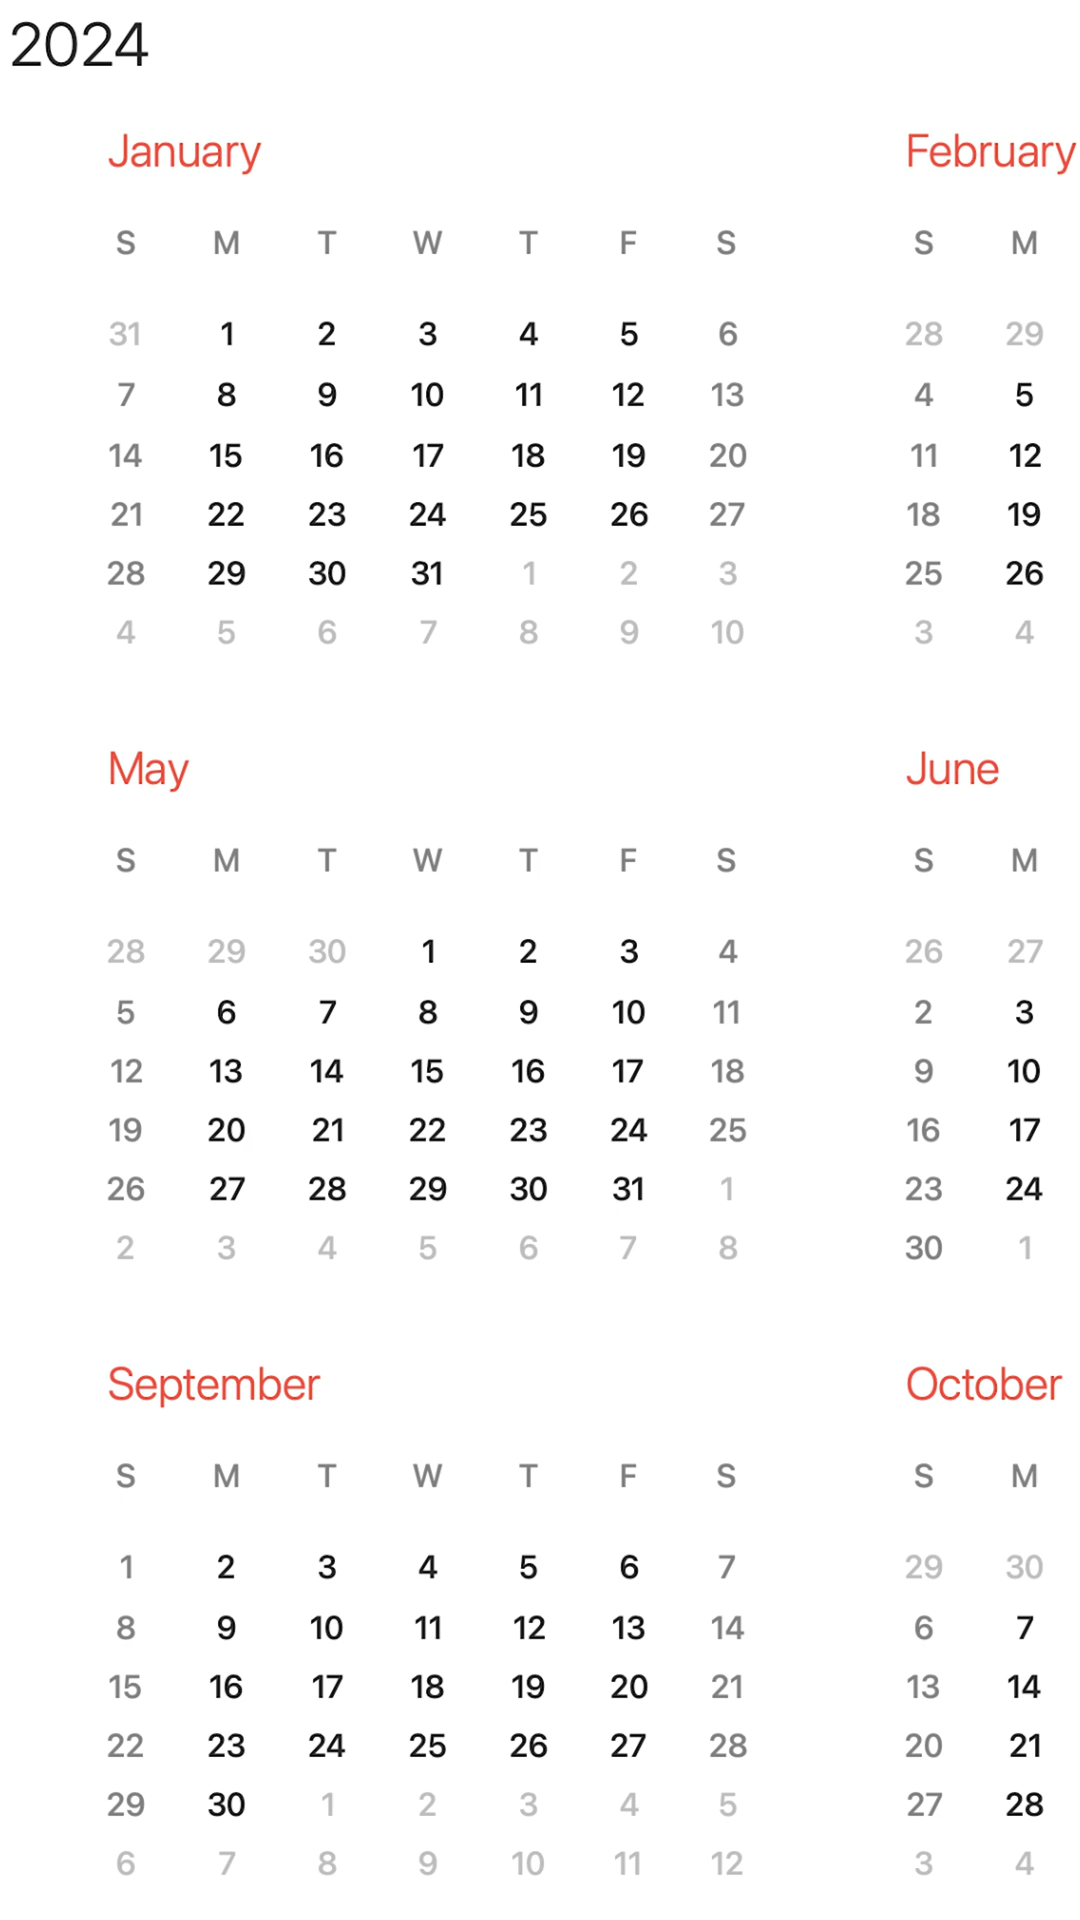 2024
January February
S M T W T F S S M
31 1 2 3 4 5 6 28 29
7 8 9 10 11 12 13 4 5
14 15 16 17 18 19 20 11 12
21 22 23 24 25 26 27 18 19
28 29 30 31 1 2 3 25 26
4 5 6 7 8 9 10 3 4
May June
S M T W T F S S M
28 29 30 1 2 3 4 26 27
5 6 7 8 9 10 11 2 3
12 13 14 15 16 17 18 9 10
19 20 21 22 23 24 25 16 17
26 27 28 29 30 31 1 23 24
2 3 4 5 6 7 8 30 1
September October
S M T W T F S S M
1 2 3 4 5 6 7 29 30
8 9 10 11 12 13 14 6 7
15 16 17 18 19 20 21 13 14
22 23 24 25 26 27 28 20 21
29 30 1 2 3 4 5 27 28
6 7 8 9 10 11 12 3 4